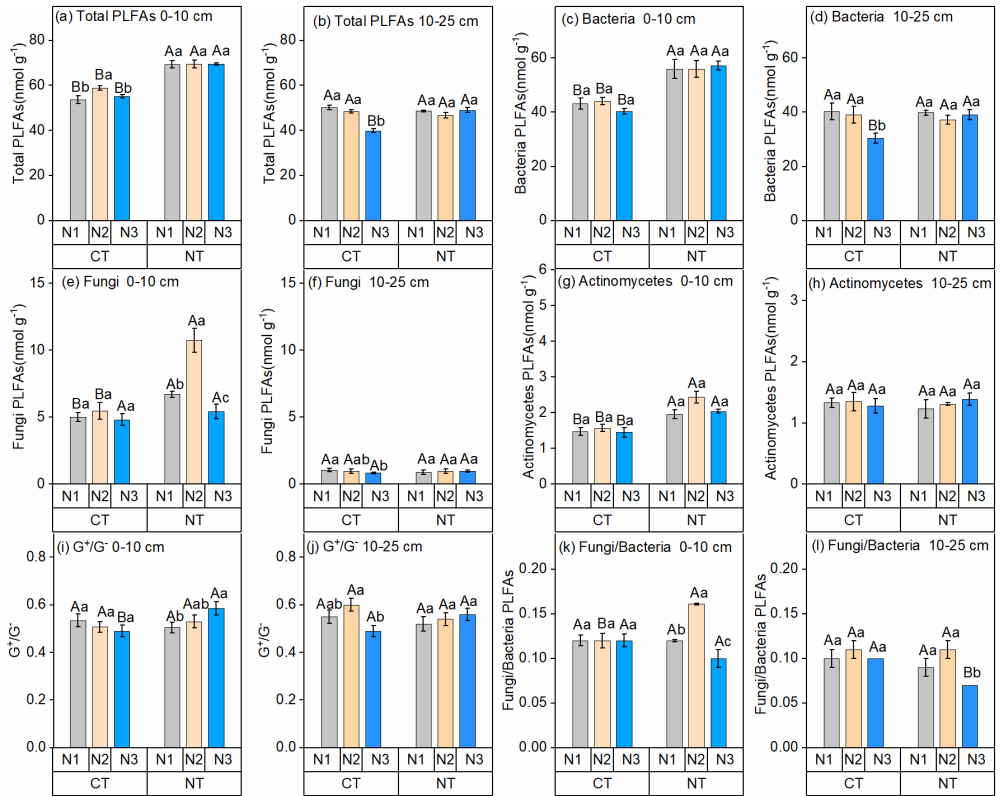 (a) Total PLFAs 0-10 cm
Total PLFAs(nmol g⁻¹)
80
60
40
20
0
Bb Ba Bb Aa Aa Aa
N1 N2 N3 N1 N2 N3
CT NT
(b) Total PLFAs 10-25 cm
Total PLFAs(nmol g⁻¹)
80
60
40
20
0
Aa Aa Bb Aa Aa Aa
N1 N2 N3 N1 N2 N3
CT NT
(c) Bacteria 0-10 cm
Bacteria PLFAs(nmol g⁻¹)
60
40
20
0
Ba Ba Ba Aa Aa Aa
N1 N2 N3 N1 N2 N3
CT NT
(d) Bacteria 10-25 cm
Bacteria PLFAs(nmol g⁻¹)
60
40
20
0
Aa Aa Bb Aa Aa Aa
N1 N2 N3 N1 N2 N3
CT NT
(e) Fungi 0-10 cm
Fungi PLFAs(nmol g⁻¹)
15
10
5
0
Ba Ba Aa Ab Aa Ac
N1 N2 N3 N1 N2 N3
CT NT
(f) Fungi 10-25 cm
Fungi PLFAs(nmol g⁻¹)
15
10
5
0
Aa Aab Ab Aa Aa Aa
N1 N2 N3 N1 N2 N3
CT NT
(g) Actinomycetes 0-10 cm
Actinomycetes PLFAs(nmol g⁻¹)
6
5
4
3
2
1
0
Ba Ba Ba Aa Aa Aa
N1 N2 N3 N1 N2 N3
CT NT
(h) Actinomycetes 10-25 cm
Actinomycetes PLFAs(nmol g⁻¹)
3
2
1
0
Aa Aa Aa Aa Aa Aa
N1 N2 N3 N1 N2 N3
CT NT
(i) G⁺/G⁻ 0-10 cm
G⁺/G⁻
0.8
0.6
0.4
0.2
0.0
Aa Aa Ba Ab Aab Aa
N1 N2 N3 N1 N2 N3
CT NT
(j) G⁺/G⁻ 10-25 cm
G⁺/G⁻
0.8
0.6
0.4
0.2
0.0
Aab Aa Ab Aa Aa Aa
N1 N2 N3 N1 N2 N3
CT NT
(k) Fungi/Bacteria 0-10 cm
Fungi/Bacteria PLFAs
0.20
0.15
0.10
0.05
0.00
Aa Ba Aa Ab Aa Ac
N1 N2 N3 N1 N2 N3
CT NT
(l) Fungi/Bacteria 10-25 cm
Fungi/Bacteria PLFAs
0.20
0.15
0.10
0.05
0.00
Aa Aa Aa Aa Aa Bb
N1 N2 N3 N1 N2 N3
CT NT